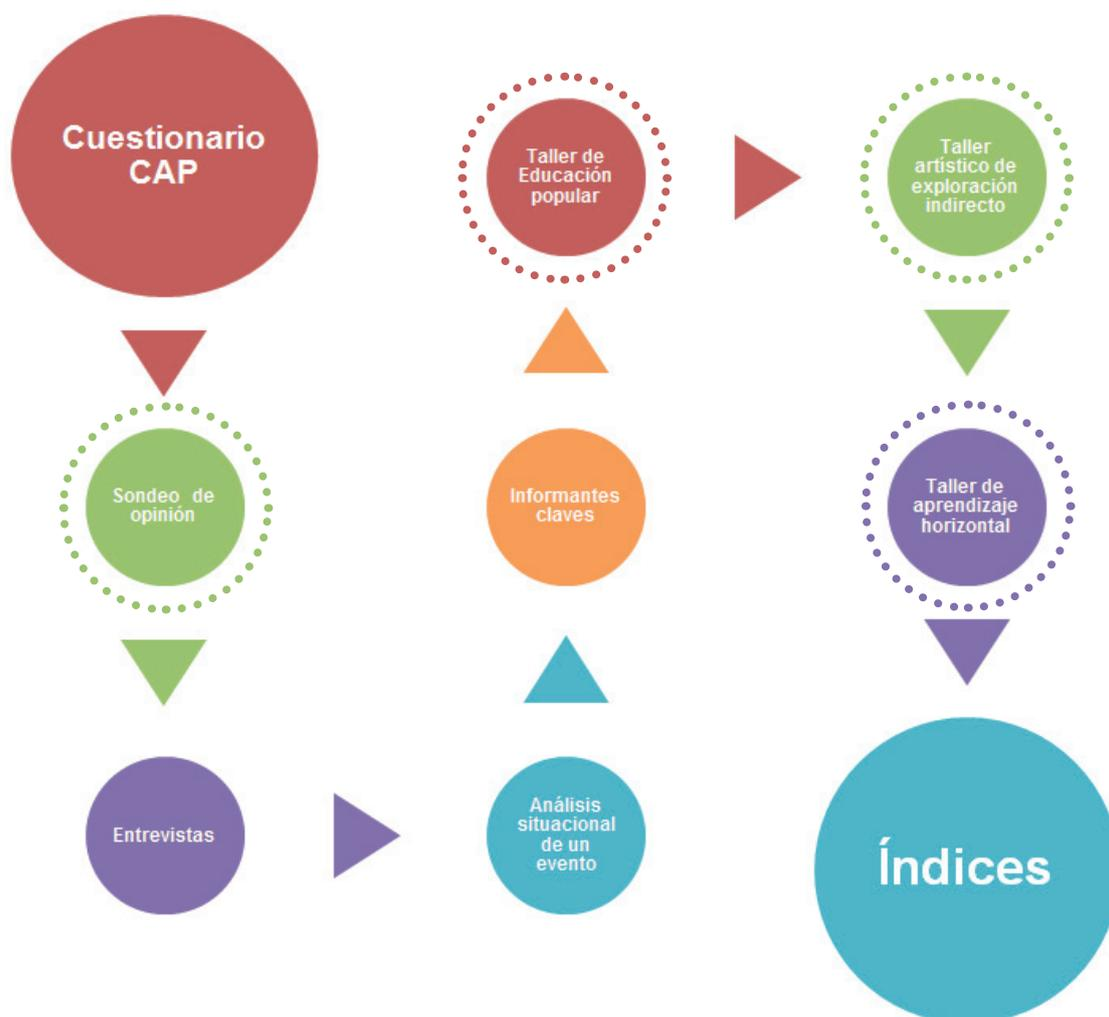 Cuestionario
CAP
Sondeo de
opinión
Entrevistas
Análisis
situacional
de un
evento
Informantes
claves
Taller de
Educación
popular
Taller
artístico de
exploración
indirecto
Taller de
aprendizaje
horizontal
Índices